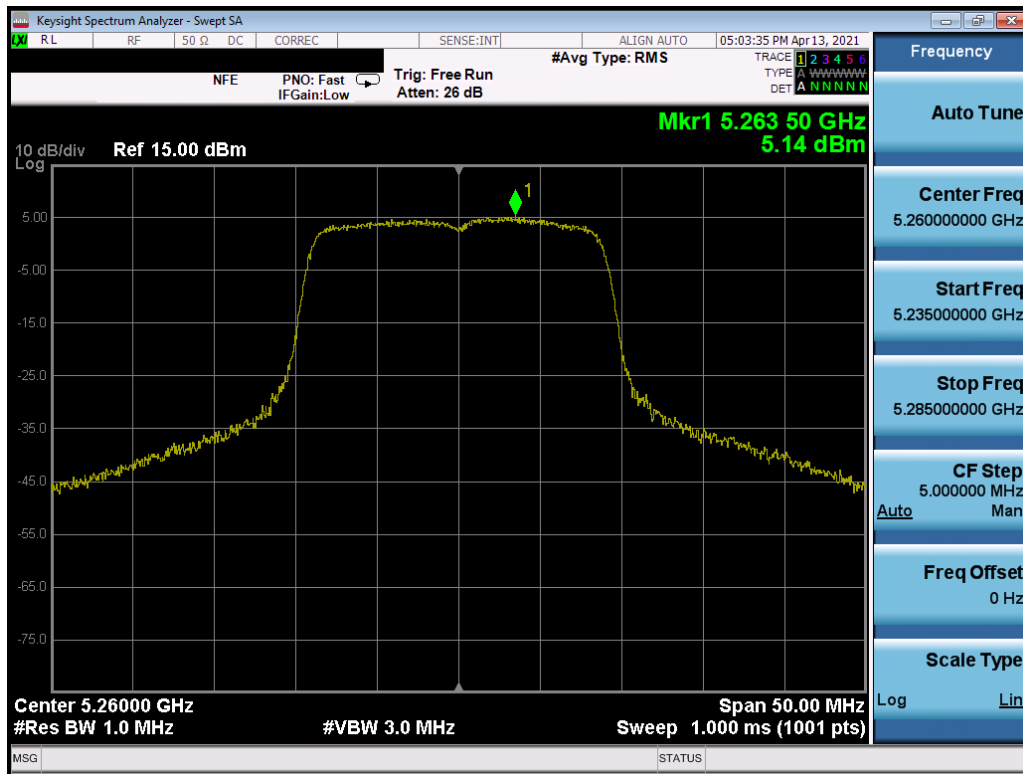 Keysight Spectrum Analyzer - Swept SA
LXI RL RF 50 Ω DC CORREC SENSE:INT ALIGN AUTO 05:03:35 PM Apr 13, 2021
#Avg Type: RMS TRACE 1 2 3 4 5 6
NFE PNO: Fast Trig: Free Run TYPE A WWWWW
IFGain:Low Atten: 26 dB DET A N N N N N
Mkr1 5.263 50 GHz
5.14 dBm
10 dB/div Ref 15.00 dBm
Log
1
5.00
-5.00
-15.0
-25.0
-35.0
-45.0
-55.0
-65.0
-75.0
Center 5.26000 GHz Span 50.00 MHz
#Res BW 1.0 MHz #VBW 3.0 MHz Sweep 1.000 ms (1001 pts)
MSG STATUS
Frequency
Auto Tune
Center Freq
5.260000000 GHz
Start Freq
5.235000000 GHz
Stop Freq
5.285000000 GHz
CF Step
5.000000 MHz
Auto Man
Freq Offset
0 Hz
Scale Type
Log Lin